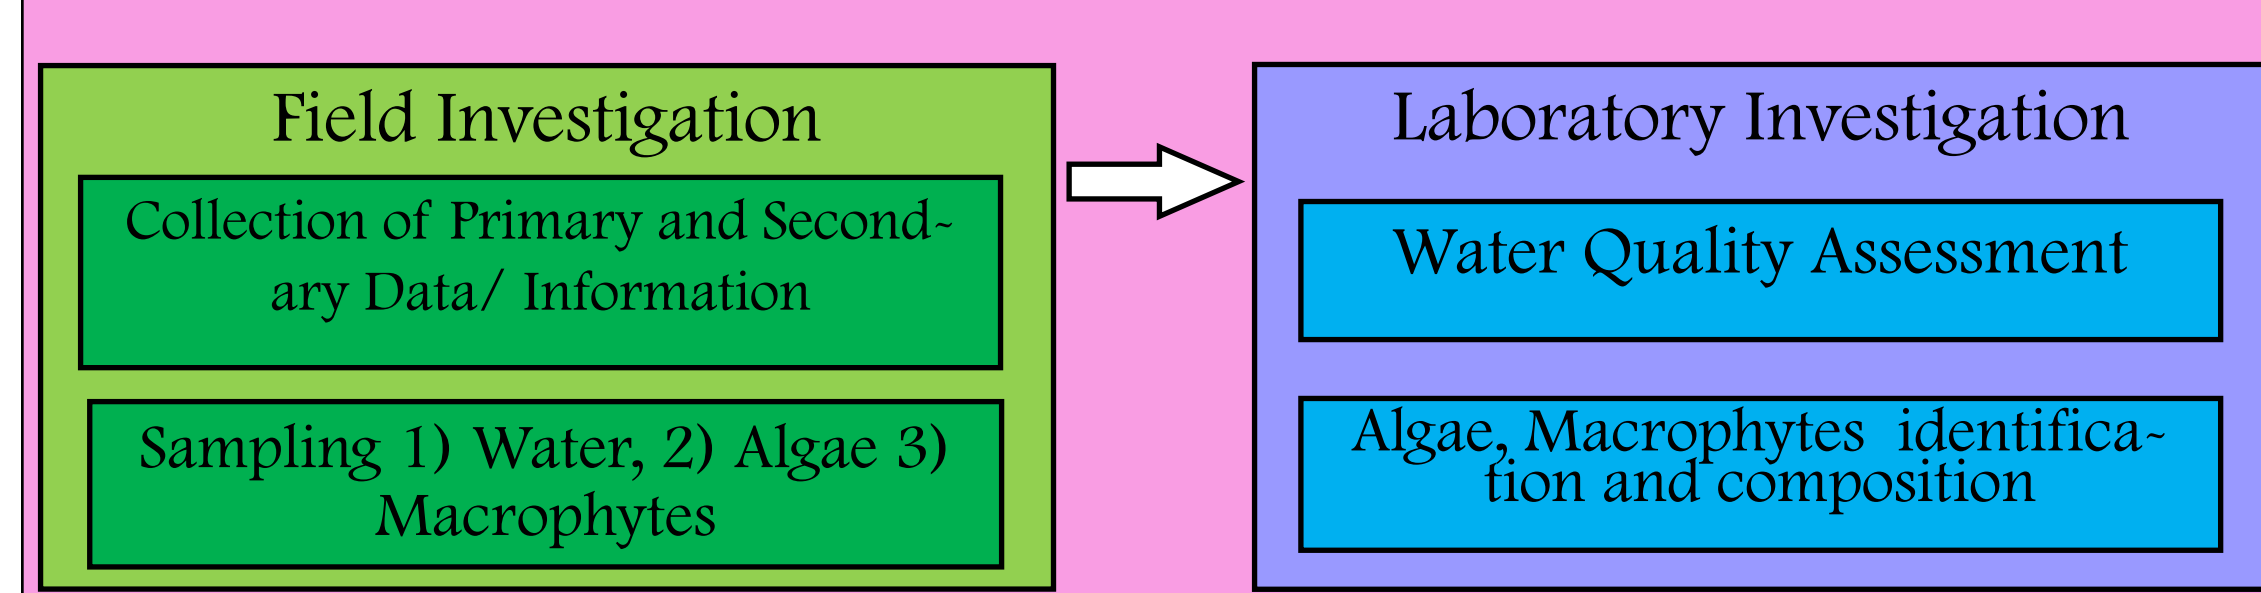 Field Investigation
Collection of Primary and Second-
ary Data/ Information
Sampling 1) Water, 2) Algae 3)
Macrophytes
Laboratory Investigation
Water Quality Assessment
Algae, Macrophytes identifica-
tion and composition